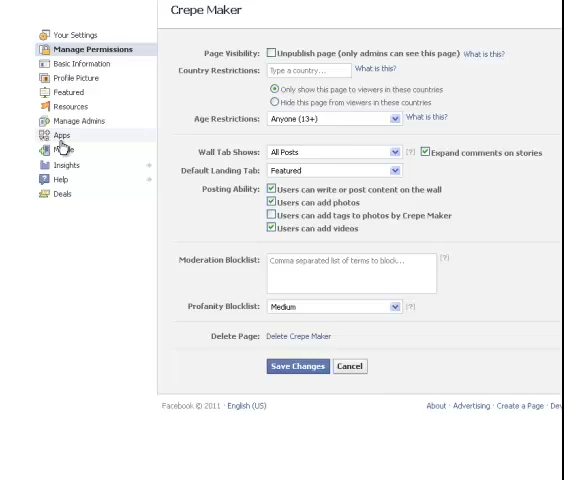 Crepe Maker
Your Settings
Manage Permissions
Basic Information
Profile Picture
Featured
Resources
Manage Admins
Apps
Insights
Help
Deals
Page Visibility: Unpublish page (only admins can see this page) What is this?
Country Restrictions: Type a country... What is this?
Only show this page to viewers in these countries
Hide this page from viewers in these countries
Age Restrictions: Anyone (13+) What is this?
Wall Tab Shows: All Posts [?] Expand comments on stories
Default Landing Tab: Featured
Posting Ability: Users can write or post content on the wall
Users can add photos
Users can add tags to photos by Crepe Maker
Users can add videos
Moderation Blocklist: Comma separated list of terms to block... [?]
Profanity Blocklist: Medium [?]
Delete Page: Delete Crepe Maker
Save Changes Cancel
Facebook © 2011 · English (US)
About · Advertising · Create a Page ·